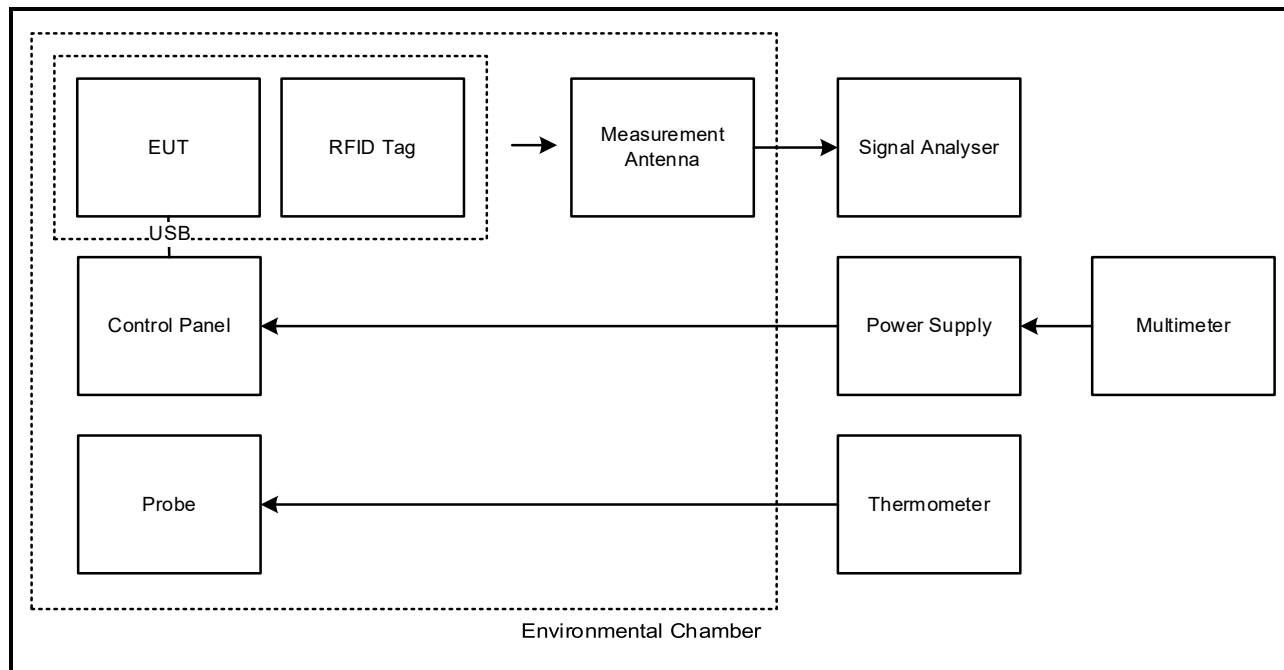 EUT
RFID Tag
Measurement
Antenna
Signal Analyser
USB
Control Panel
Power Supply
Multimeter
Probe
Thermometer
Environmental Chamber